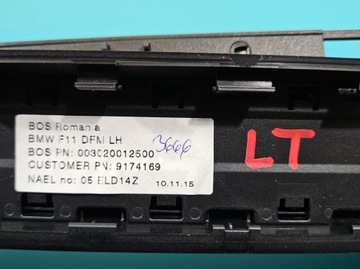 BOS Romania
BMW F11 DFM LH
BOS PN: 003020012500
CUSTOMER PN: 9174169
NAEL no: 05 ELD14Z
10.11.15
3666
LT